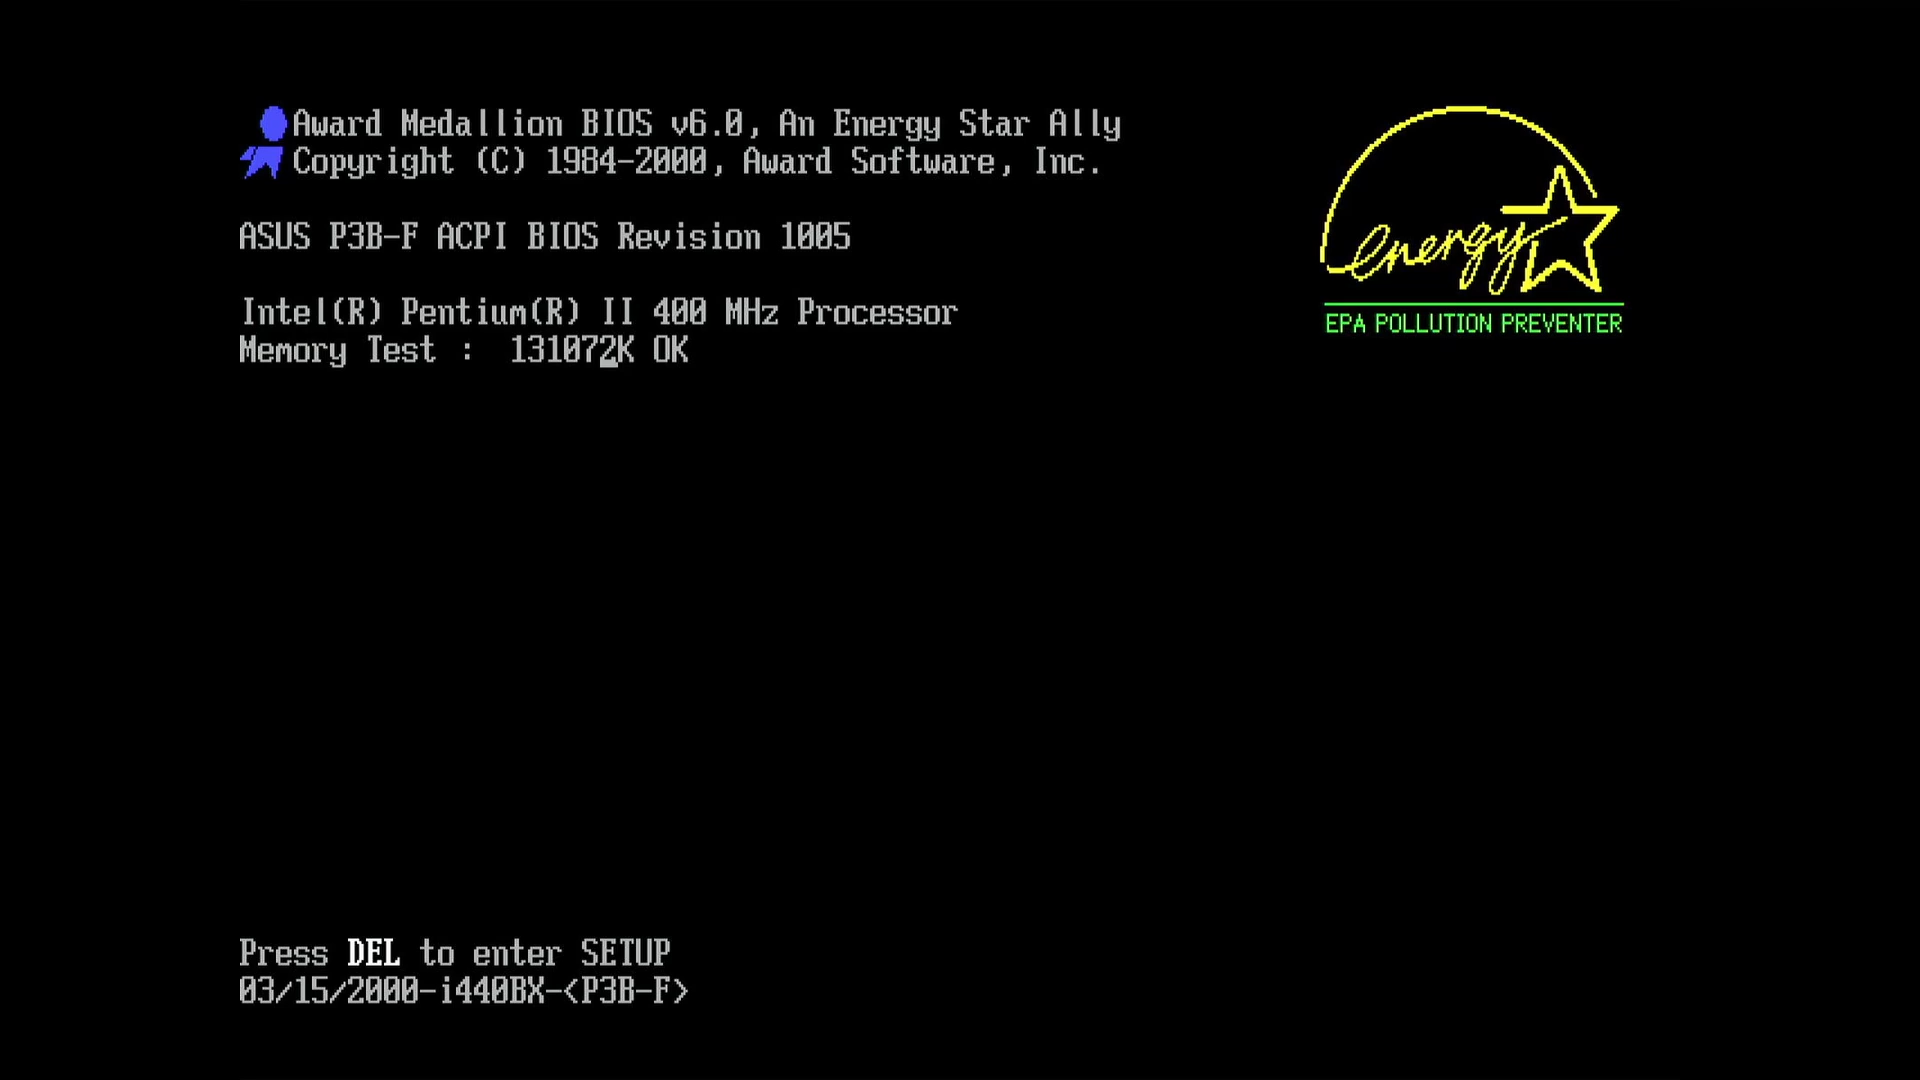 Award Medallion BIOS v6.0, An Energy Star Ally
Copyright (C) 1984-2000, Award Software, Inc.
energy
EPA POLLUTION PREVENTER
ASUS P3B-F ACPI BIOS Revision 1005
Intel(R) Pentium(R) II 400 MHz Processor
Memory Test :  131072K OK
Press DEL to enter SETUP
03/15/2000-i440BX-<P3B-F>